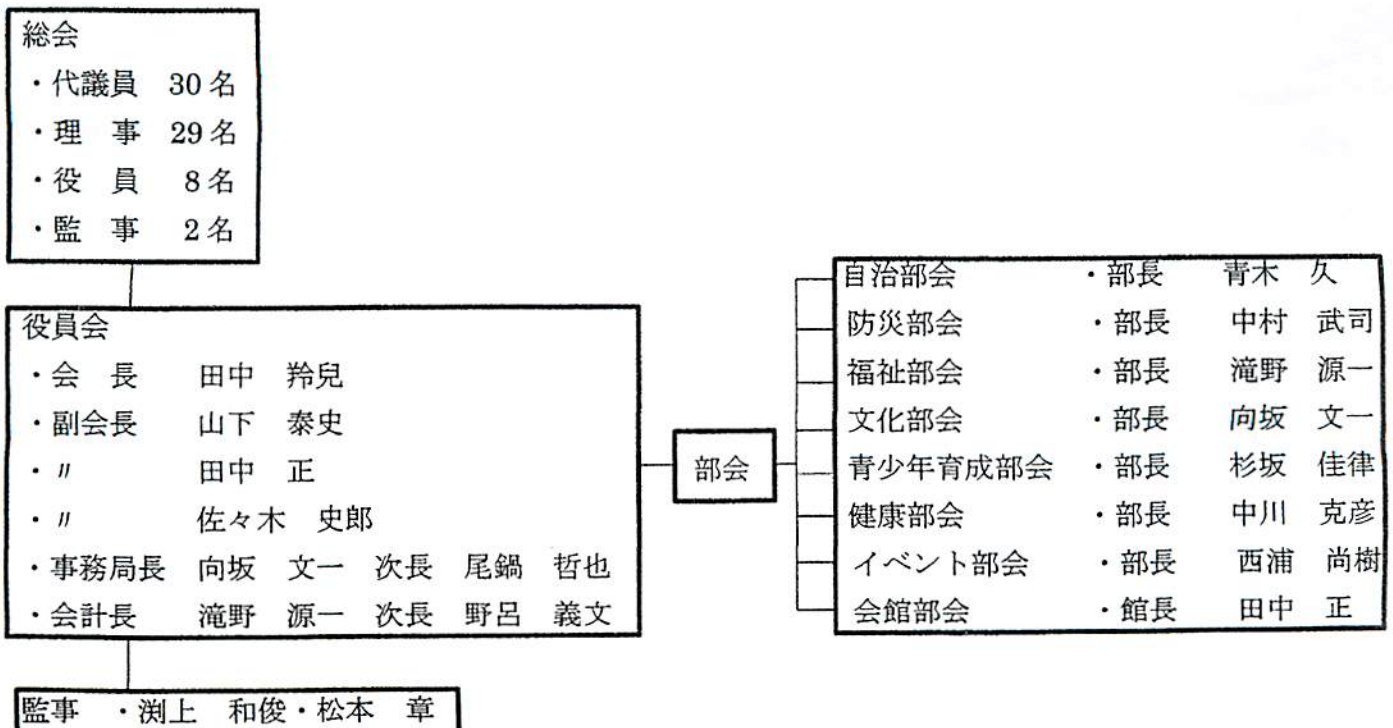 総会
・代議員 30名
・理 事 29名
・役 員 8名
・監 事 2名
役員会
・会 長 田中 羚兒
・副会長 山下 泰史
・〃 田中 正
・〃 佐々木 史郎
・事務局長 向坂 文一 次長 尾鍋 哲也
・会計長 滝野 源一 次長 野呂 義文
監事 ・渕上 和俊・松本 章
部会
自治部会 ・部長 青木 久
防災部会 ・部長 中村 武司
福祉部会 ・部長 滝野 源一
文化部会 ・部長 向坂 文一
青少年育成部会 ・部長 杉坂 佳律
健康部会 ・部長 中川 克彦
イベント部会 ・部長 西浦 尚樹
会館部会 ・館長 田中 正